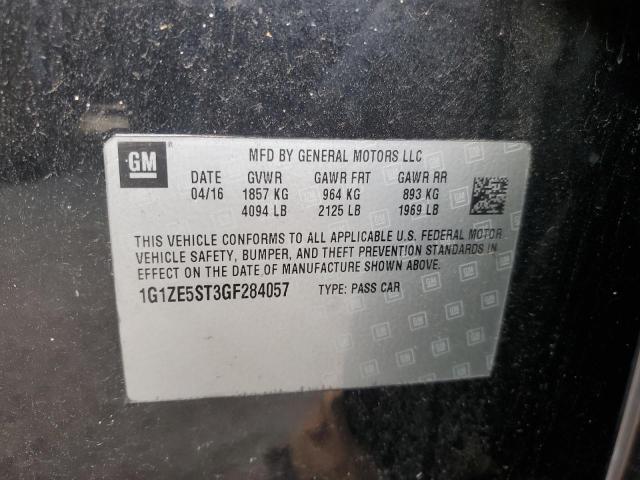 GM ® MFD BY GENERAL MOTORS LLC
DATE GVWR GAWR FRT GAWR RR
04/16 1857 KG 964 KG 893 KG
4094 LB 2125 LB 1969 LB
THIS VEHICLE CONFORMS TO ALL APPLICABLE U.S. FEDERAL MOTOR
VEHICLE SAFETY, BUMPER, AND THEFT PREVENTION STANDARDS IN
EFFECT ON THE DATE OF MANUFACTURE SHOWN ABOVE.
1G1ZE5ST3GF284057 TYPE: PASS CAR